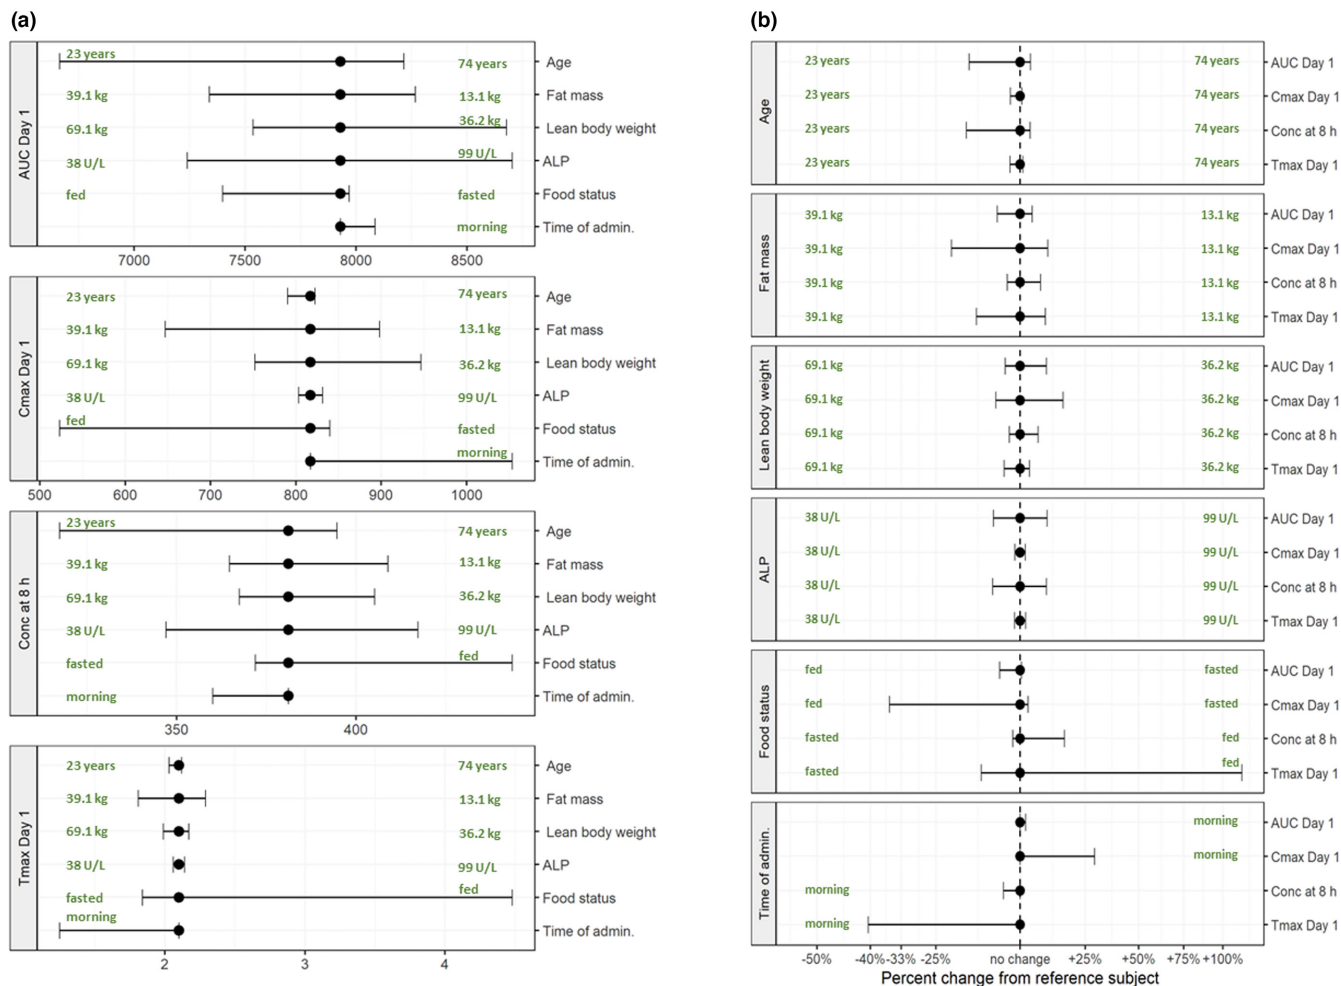 (a)
AUC Day 1
23 years 74 years Age
39.1 kg 13.1 kg Fat mass
69.1 kg 36.2 kg Lean body weight
38 U/L 99 U/L ALP
fed fasted Food status
morning Time of admin.
7000 7500 8000 8500
Cmax Day 1
23 years 74 years Age
39.1 kg 13.1 kg Fat mass
69.1 kg 36.2 kg Lean body weight
38 U/L 99 U/L ALP
fed fasted Food status
morning Time of admin.
500 600 700 800 900 1000
Conc at 8 h
23 years 74 years Age
39.1 kg 13.1 kg Fat mass
69.1 kg 36.2 kg Lean body weight
38 U/L 99 U/L ALP
fasted fed Food status
morning Time of admin.
350 400
Tmax Day 1
23 years 74 years Age
39.1 kg 13.1 kg Fat mass
69.1 kg 36.2 kg Lean body weight
38 U/L 99 U/L ALP
fasted fed Food status
morning Time of admin.
2 3 4
(b)
Age
23 years 74 years AUC Day 1
23 years 74 years Cmax Day 1
23 years 74 years Conc at 8 h
23 years 74 years Tmax Day 1
Fat mass
39.1 kg 13.1 kg AUC Day 1
39.1 kg 13.1 kg Cmax Day 1
39.1 kg 13.1 kg Conc at 8 h
39.1 kg 13.1 kg Tmax Day 1
Lean body weight
69.1 kg 36.2 kg AUC Day 1
69.1 kg 36.2 kg Cmax Day 1
69.1 kg 36.2 kg Conc at 8 h
69.1 kg 36.2 kg Tmax Day 1
ALP
38 U/L 99 U/L AUC Day 1
38 U/L 99 U/L Cmax Day 1
38 U/L 99 U/L Conc at 8 h
38 U/L 99 U/L Tmax Day 1
Food status
fed fasted AUC Day 1
fed fasted Cmax Day 1
fasted fed Conc at 8 h
fasted fed Tmax Day 1
Time of admin.
morning AUC Day 1
morning Cmax Day 1
morning Conc at 8 h
morning Tmax Day 1
-50% -40% -33% -25% no change +25% +50% +75% +100%
Percent change from reference subject